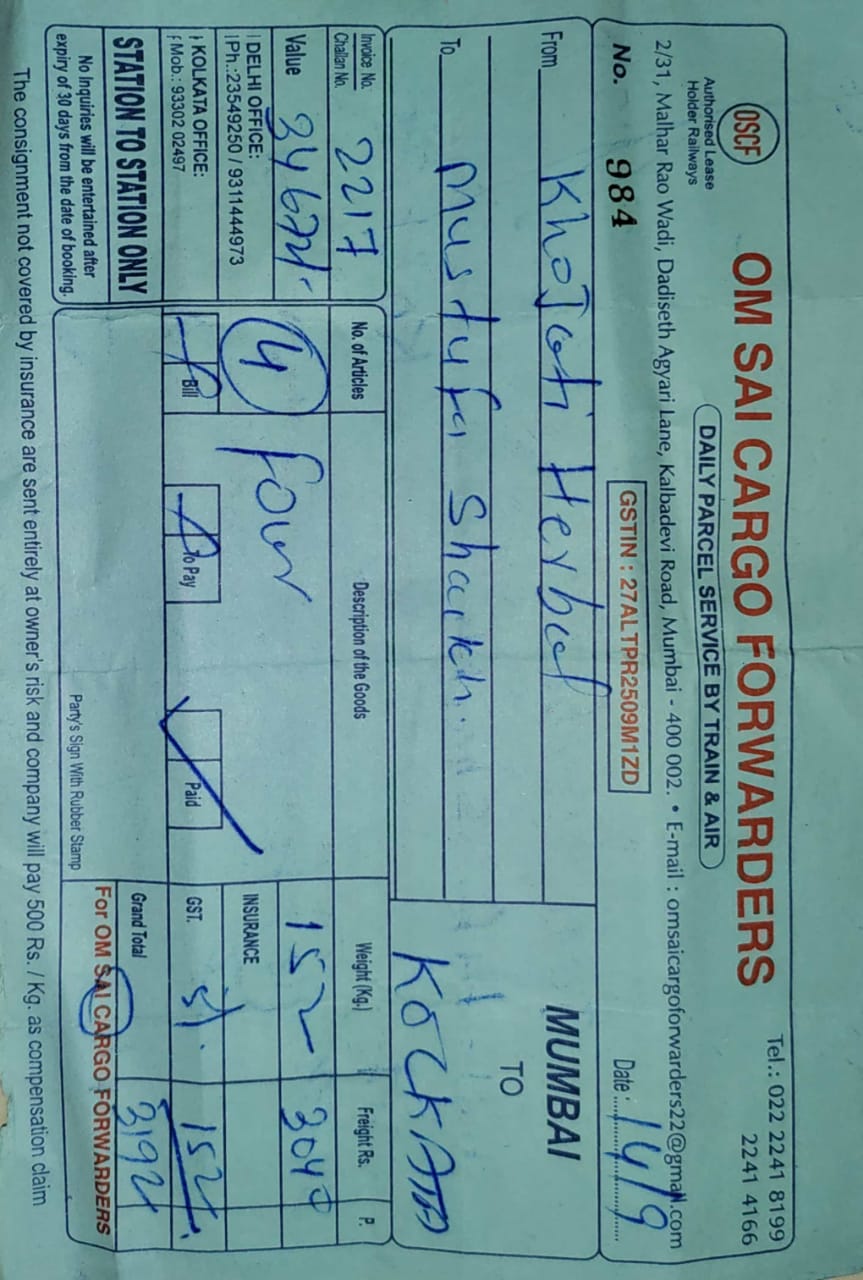 OSCF
Authorised Lease
Holder Railways
OM SAI CARGO FORWARDERS
Tel.: 022 2241 8199
2241 4166
DAILY PARCEL SERVICE BY TRAIN & AIR
2/31, Malhar Rao Wadi, Dadiseth Agyari Lane, Kalbadevi Road, Mumbai - 400 002. • E-mail : omsaicargoforwarders22@gmail.com
No. 984
GSTIN : 27ALTPR2509M1ZD
Date : 14/9
From Khojati Herbal
To Mustufa Shaikh.
MUMBAI
TO
KOCKATA
Invoice No.
Challan No. 2217
No. of Articles
Description of the Goods
Weight (Kg.)
Freight Rs.
P.
Value 34672/-
4
Four
152
3040
DELHI OFFICE:
Ph.:23549250 / 9311444973
INSURANCE
KOLKATA OFFICE:
Mob.: 93302 02497
Bill
To Pay
Paid
GST. 5%. 152/-
STATION TO STATION ONLY
Grand Total 3192
No Inquiries will be entertained after
expiry of 30 days from the date of booking.
Party's Sign With Rubber Stamp
For OM SAI CARGO FORWARDERS
The consignment not covered by insurance are sent entirely at owner's risk and company will pay 500 Rs. / Kg. as compensation claim